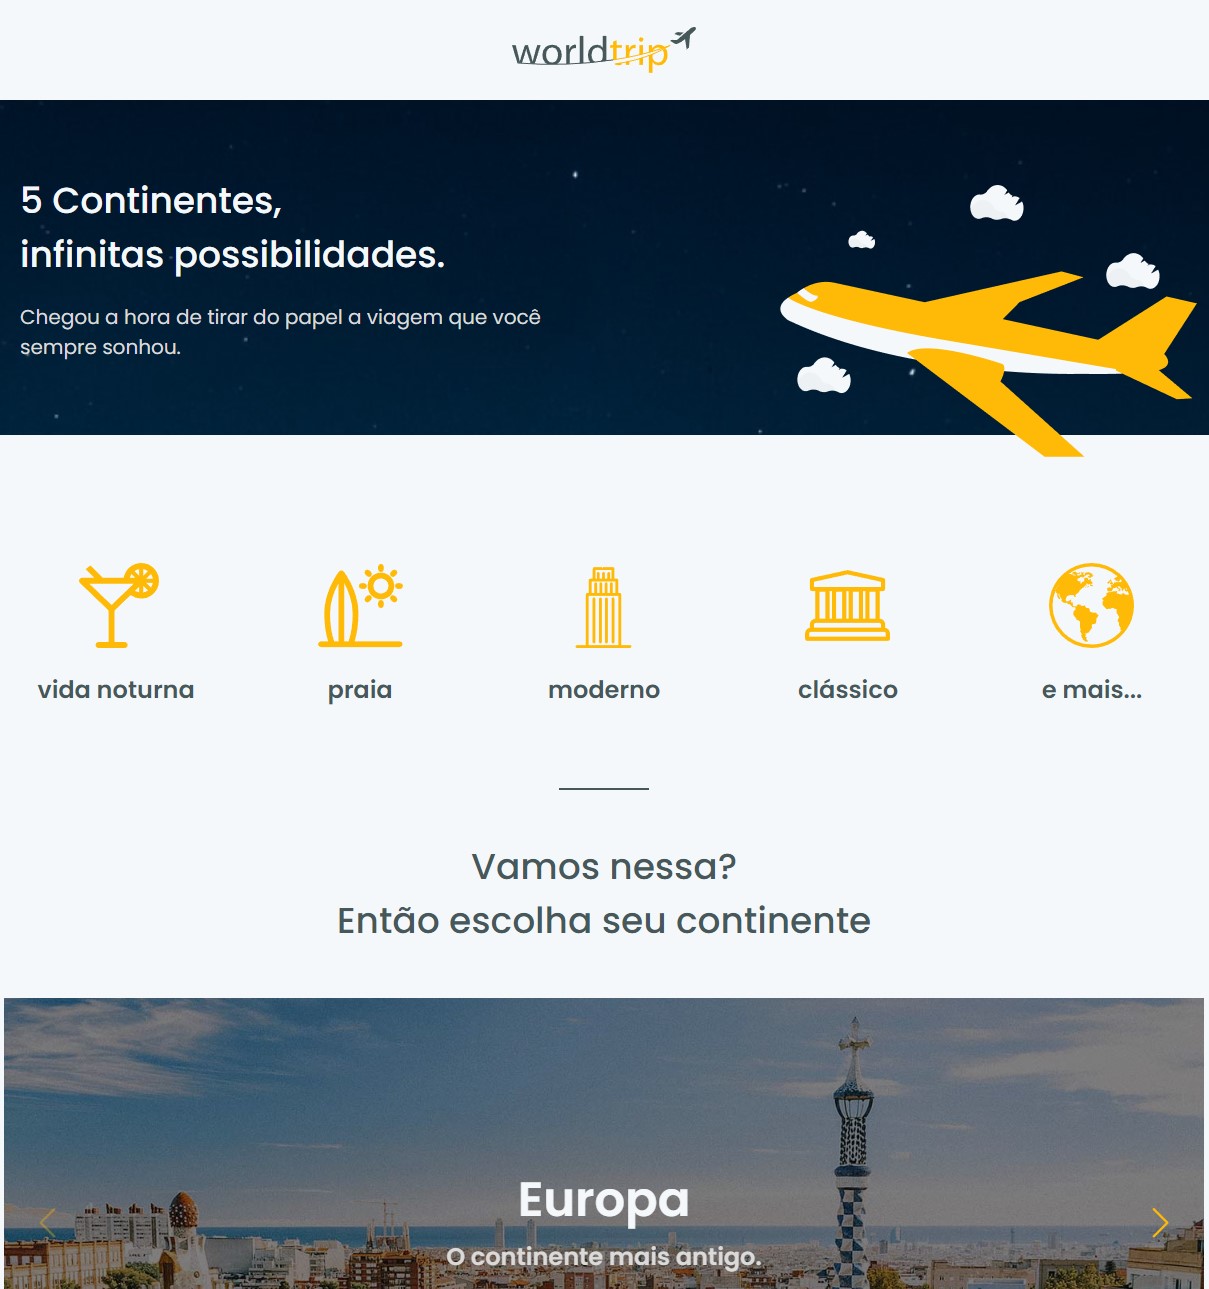 worldtrip
5 Continentes,
infinitas possibilidades.
Chegou a hora de tirar do papel a viagem que você
sempre sonhou.
vida noturna
praia
moderno
clássico
e mais...
Vamos nessa?
Então escolha seu continente
Europa
O continente mais antigo.